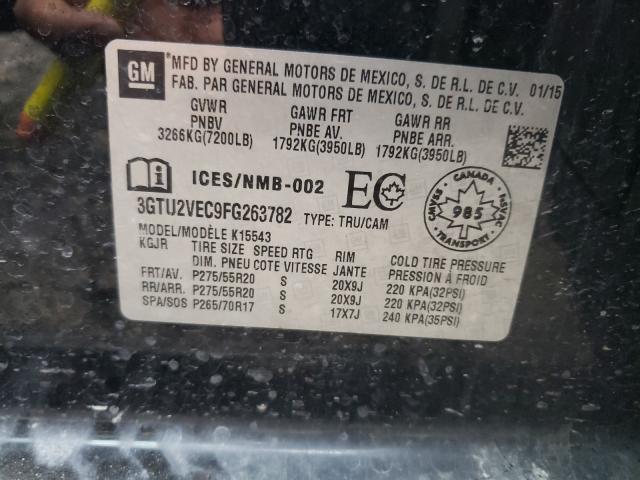 GM
*MFD BY GENERAL MOTORS DE MEXICO, S. DE R.L. DE C.V. 01/15
FAB. PAR GENERAL MOTORS DE MEXICO, S. DE R.L. DE C.V.
GVWR GAWR FRT GAWR RR
PNBV PNBE AV. PNBE ARR.
3266KG(7200LB) 1792KG(3950LB) 1792KG(3950LB)
ICES/NMB-002 EC
CANADA
CMVSS 985 NSVAC
TRANSPORT
3GTU2VEC9FG263782 TYPE: TRU/CAM
MODEL/MODÈLE K15543
KGJR TIRE SIZE SPEED RTG RIM COLD TIRE PRESSURE
DIM. PNEU COTE VITESSE JANTE PRESSION À FROID
FRT/AV. P275/55R20 S 20X9J 220 KPA(32PSI)
RR/ARR. P275/55R20 S 20X9J 220 KPA(32PSI)
SPA/SOS P265/70R17 S 17X7J 240 KPA(35PSI)